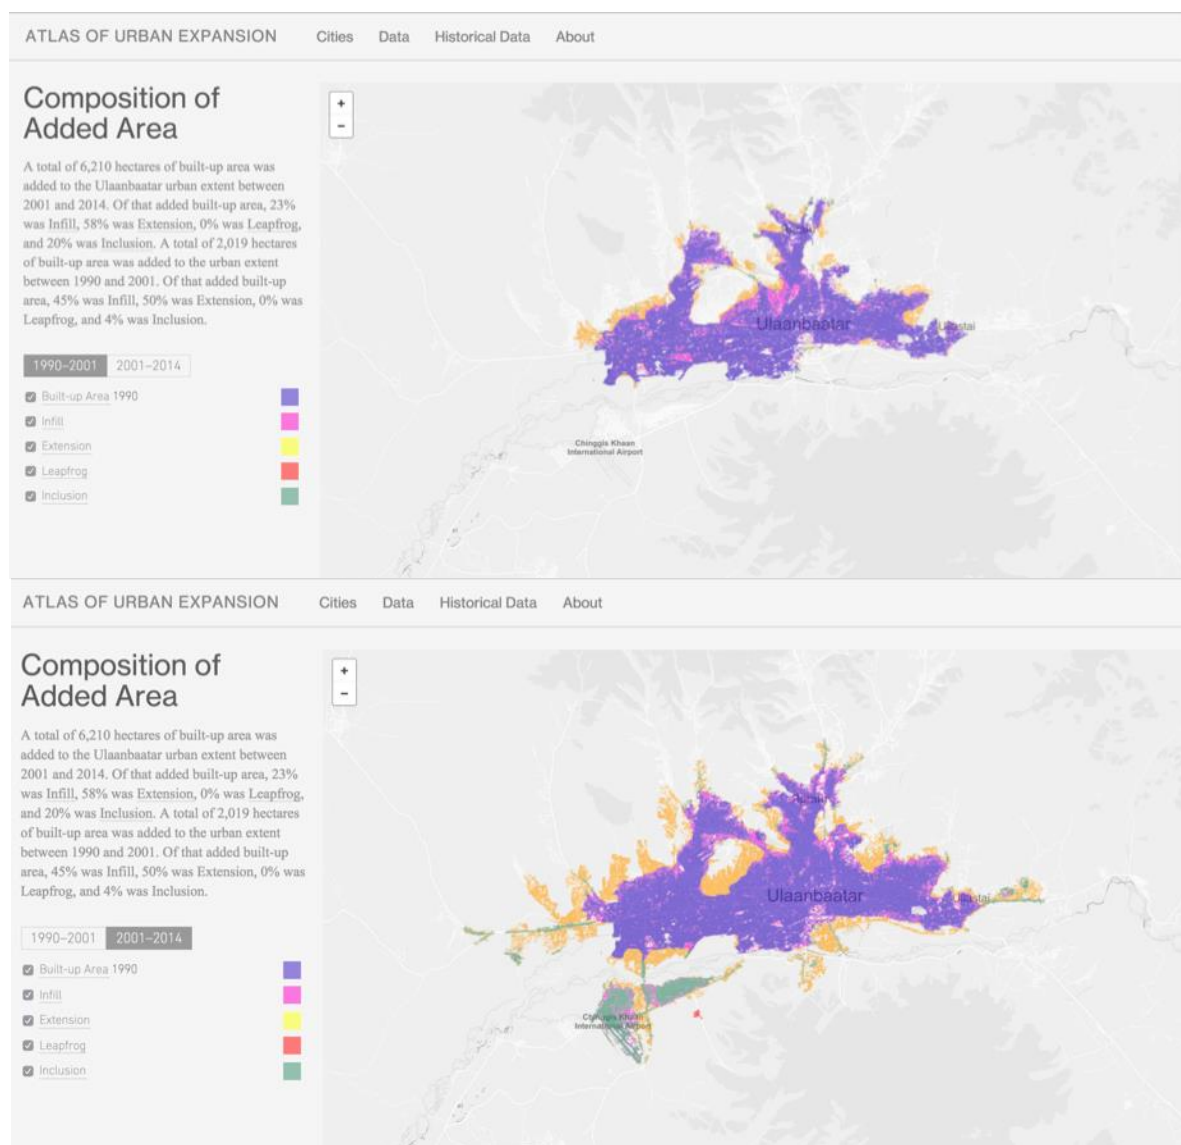 ATLAS OF URBAN EXPANSION Cities Data Historical Data About
Composition of
Added Area
A total of 6,210 hectares of built-up area was
added to the Ulaanbaatar urban extent between
2001 and 2014. Of that added built-up area, 23%
was Infill, 58% was Extension, 0% was Leapfrog,
and 20% was Inclusion. A total of 2,019 hectares
of built-up area was added to the urban extent
between 1990 and 2001. Of that added built-up
area, 45% was Infill, 50% was Extension, 0% was
Leapfrog, and 4% was Inclusion.
1990–2001 2001–2014
Built-up Area 1990
Infill
Extension
Leapfrog
Inclusion
+
−
Ulaanbaatar
Chinggis Khaan
International Airport
ATLAS OF URBAN EXPANSION Cities Data Historical Data About
Composition of
Added Area
A total of 6,210 hectares of built-up area was
added to the Ulaanbaatar urban extent between
2001 and 2014. Of that added built-up area, 23%
was Infill, 58% was Extension, 0% was Leapfrog,
and 20% was Inclusion. A total of 2,019 hectares
of built-up area was added to the urban extent
between 1990 and 2001. Of that added built-up
area, 45% was Infill, 50% was Extension, 0% was
Leapfrog, and 4% was Inclusion.
1990–2001 2001–2014
Built-up Area 1990
Infill
Extension
Leapfrog
Inclusion
+
−
Ulaanbaatar
Chinggis Khaan
International Airport